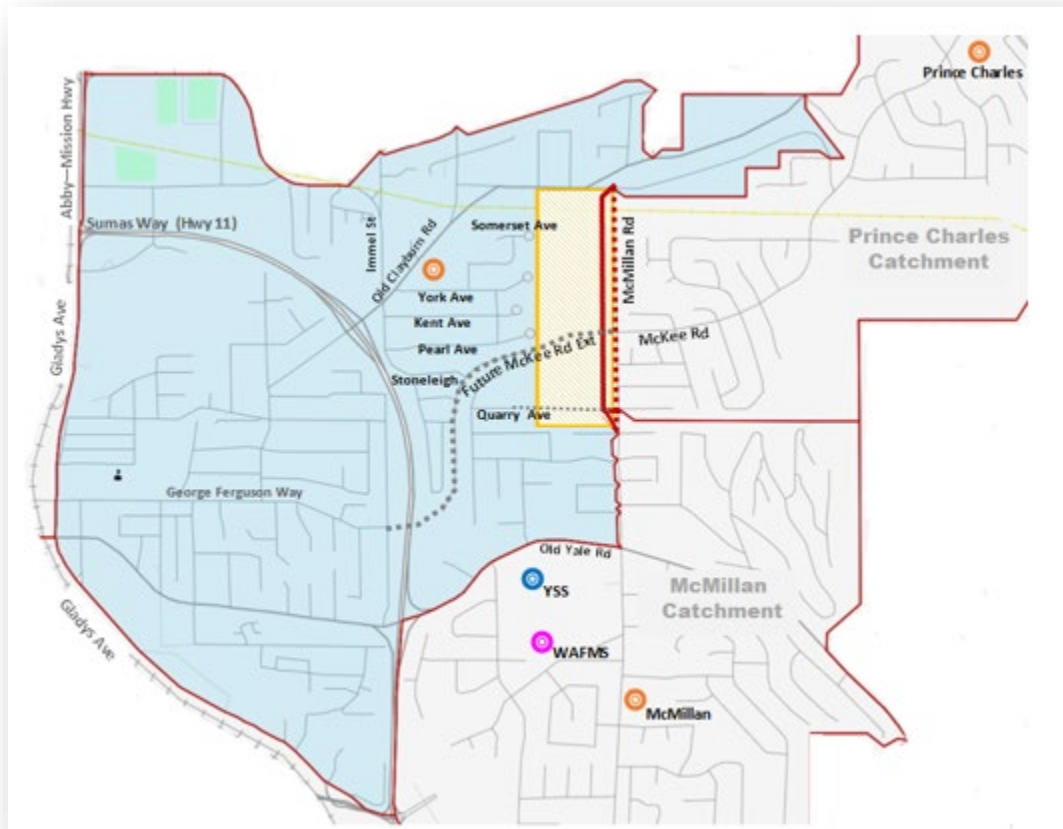 Prince Charles
Abby—Mission Hwy
Sumas Way (Hwy 11)
Immel St
Old Clayburn Rd
Somerset Ave
McMillan Rd
Prince Charles
Catchment
York Ave
Kent Ave
Pearl Ave
Gladys Ave
Future McKee Rd Ext
McKee Rd
Stoneleigh
Quarry Ave
George Ferguson Way
Old Yale Rd
YSS
McMillan
Catchment
Gladys Ave
WAFMS
McMillan